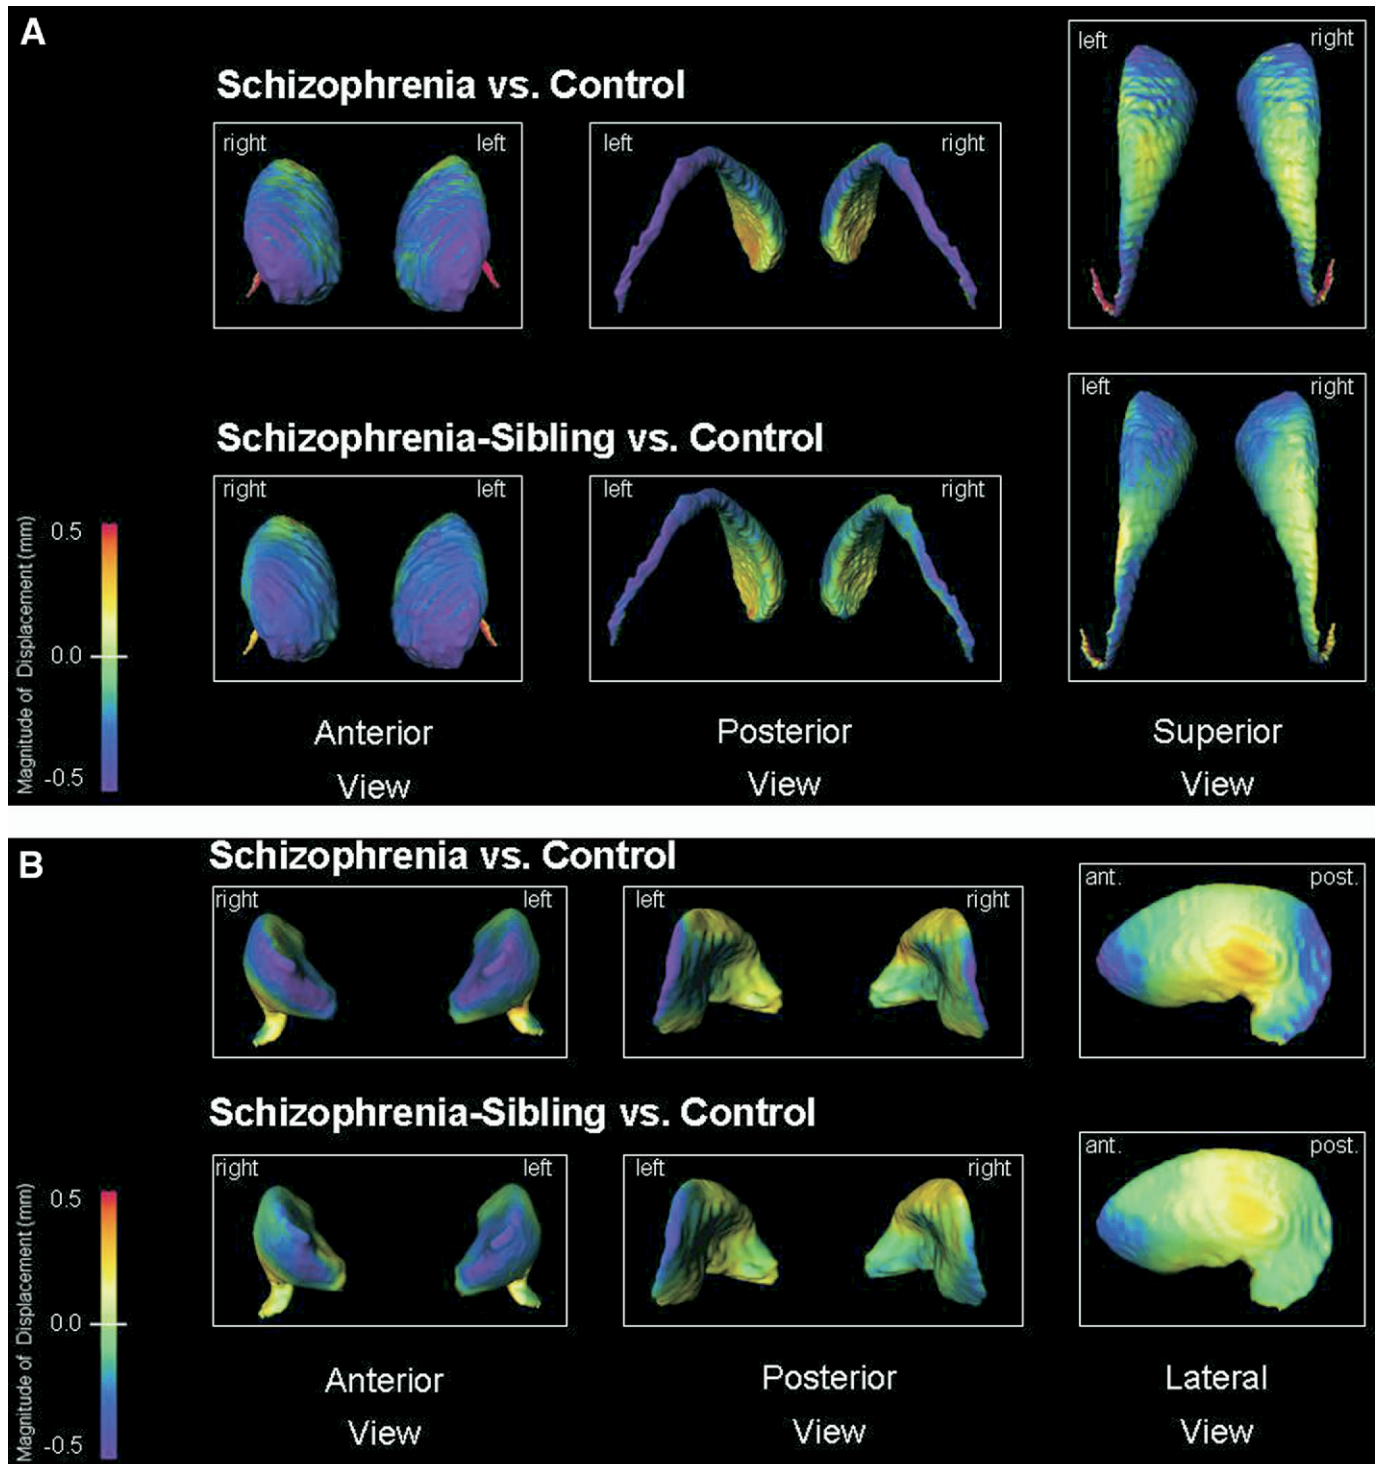 A
Schizophrenia vs. Control
right left
left right
left right
Schizophrenia-Sibling vs. Control
right left
left right
left right
Magnitude of Displacement (mm)
0.5
0.0
-0.5
Anterior
View
Posterior
View
Superior
View
B
Schizophrenia vs. Control
right left
left right
ant. post.
Schizophrenia-Sibling vs. Control
right left
left right
ant. post.
Magnitude of Displacement (mm)
0.5
0.0
-0.5
Anterior
View
Posterior
View
Lateral
View